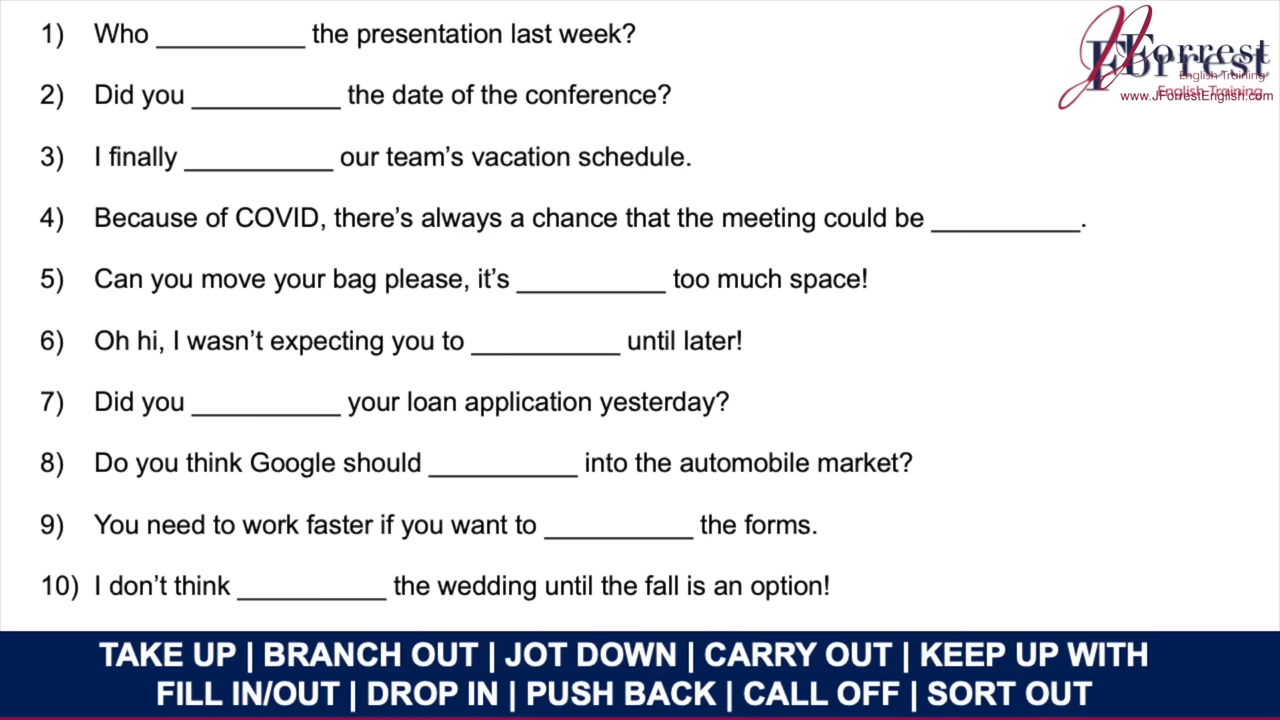 1) Who __________ the presentation last week?
2) Did you __________ the date of the conference?
3) I finally __________ our team’s vacation schedule.
4) Because of COVID, there’s always a chance that the meeting could be __________.
5) Can you move your bag please, it’s __________ too much space!
6) Oh hi, I wasn’t expecting you to __________ until later!
7) Did you __________ your loan application yesterday?
8) Do you think Google should __________ into the automobile market?
9) You need to work faster if you want to __________ the forms.
10) I don’t think __________ the wedding until the fall is an option!
JForrest
English Training
www.JForrestEnglish.com
TAKE UP | BRANCH OUT | JOT DOWN | CARRY OUT | KEEP UP WITH
FILL IN/OUT | DROP IN | PUSH BACK | CALL OFF | SORT OUT